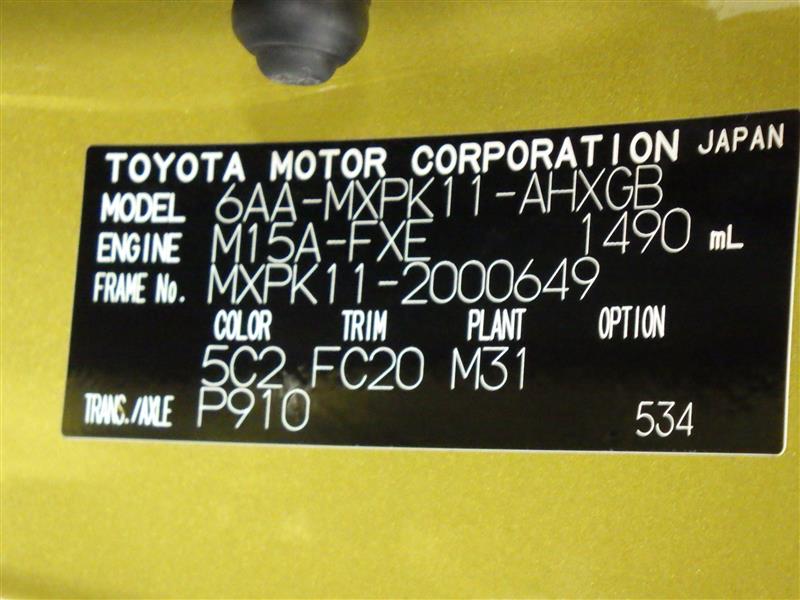 TOYOTA MOTOR CORPORATION JAPAN
MODEL 6AA-MXPK11-AHXGB
ENGINE M15A-FXE 1490 mL
FRAME No. MXPK11-2000649
COLOR TRIM PLANT OPTION
5C2 FC20 M31
TRANS./AXLE P910 534